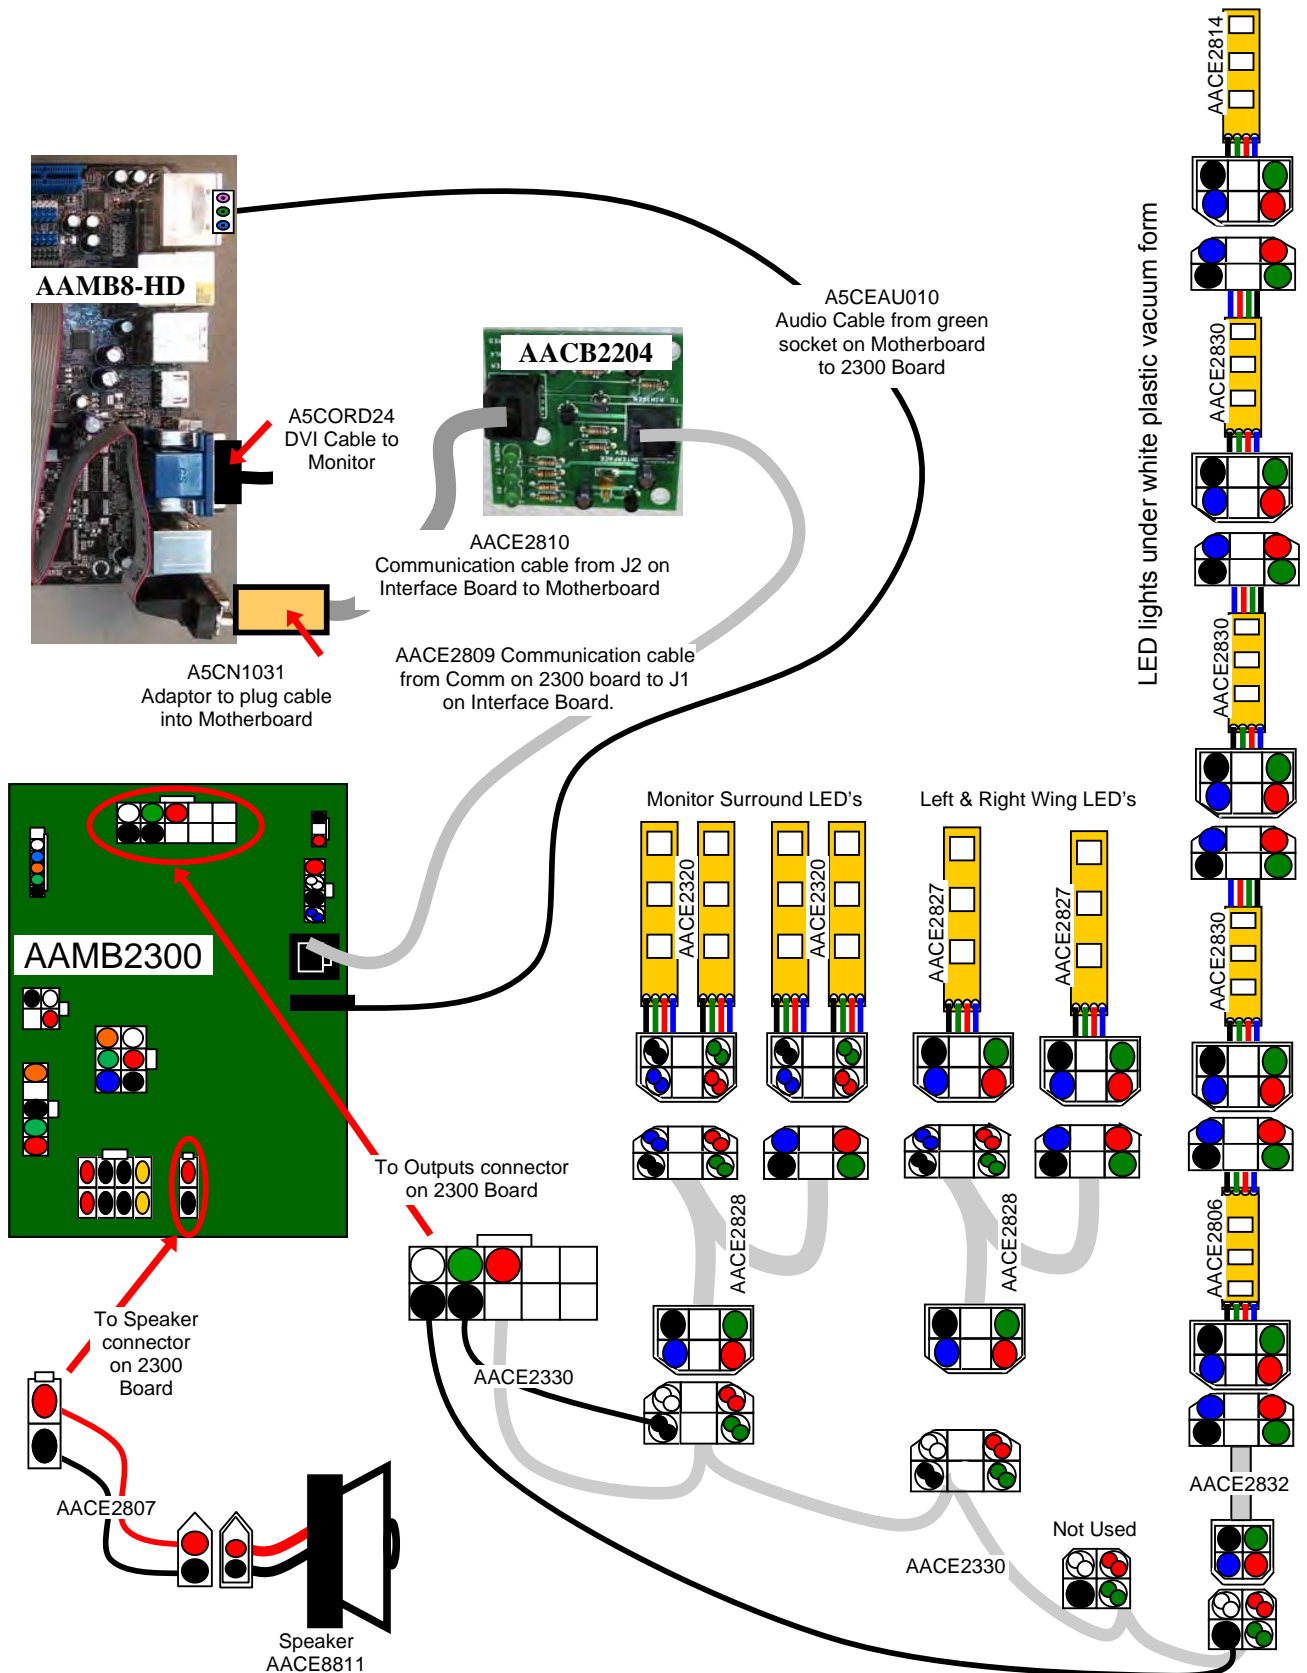 AACE2814
AAMB8-HD
AACB2204
A5CEAU010
Audio Cable from green
socket on Motherboard
to 2300 Board
LED lights under white plastic vacuum form
AACE2830
A5CORD24
DVI Cable to
Monitor
AACE2810
Communication cable from J2 on
Interface Board to Motherboard
AACE2830
A5CN1031
Adaptor to plug cable
into Motherboard
AACE2809 Communication cable
from Comm on 2300 board to J1
on Interface Board.
Monitor Surround LED's
Left & Right Wing LED's
AACE2320
AACE2320
AACE2827
AACE2827
AACE2830
AAMB2300
To Outputs connector
on 2300 Board
AACE2828
AACE2828
AACE2806
To Speaker
connector
on 2300
Board
AACE2330
AACE2807
AACE2832
Not Used
AACE2330
Speaker
AACE8811